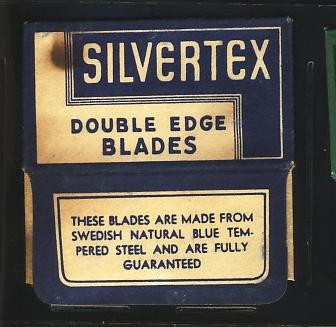 SILVERTEX
DOUBLE EDGE
BLADES
THESE BLADES ARE MADE FROM
SWEDISH NATURAL BLUE TEM-
PERED STEEL AND ARE FULLY
GUARANTEED